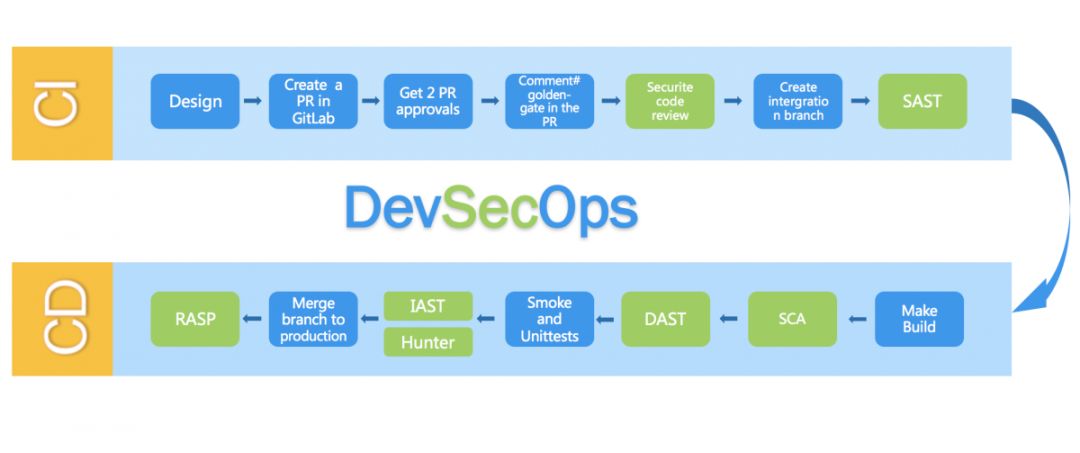 CI
Design
Create a
PR in
GitLab
Get 2 PR
approvals
Comment#
golden-
gate in the
PR
Securite
code
review
Create
intergratio
n branch
SAST
DevSecOps
CD
RASP
Merge
branch to
production
IAST
Hunter
Smoke
and
Unittests
DAST
SCA
Make
Build